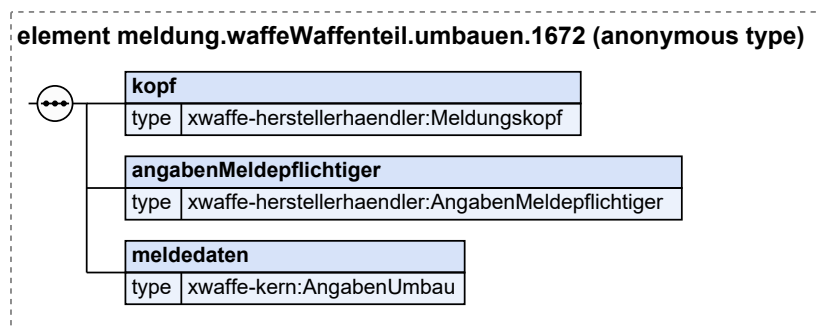 element meldung.waffeWaffenteil.umbauen.1672 (anonymous type)
kopf
type xwaffe-herstellerhaendler:Meldungskopf
angabenMeldepflichtiger
type xwaffe-herstellerhaendler:AngabenMeldepflichtiger
meldedaten
type xwaffe-kern:AngabenUmbau